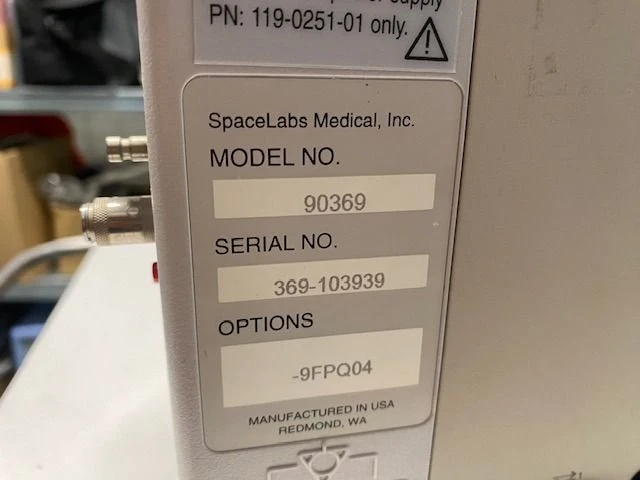 supply
PN: 119-0251-01 only.
SpaceLabs Medical, Inc.
MODEL NO.
90369
SERIAL NO.
369-103939
OPTIONS
-9FPQ04
MANUFACTURED IN USA
REDMOND, WA